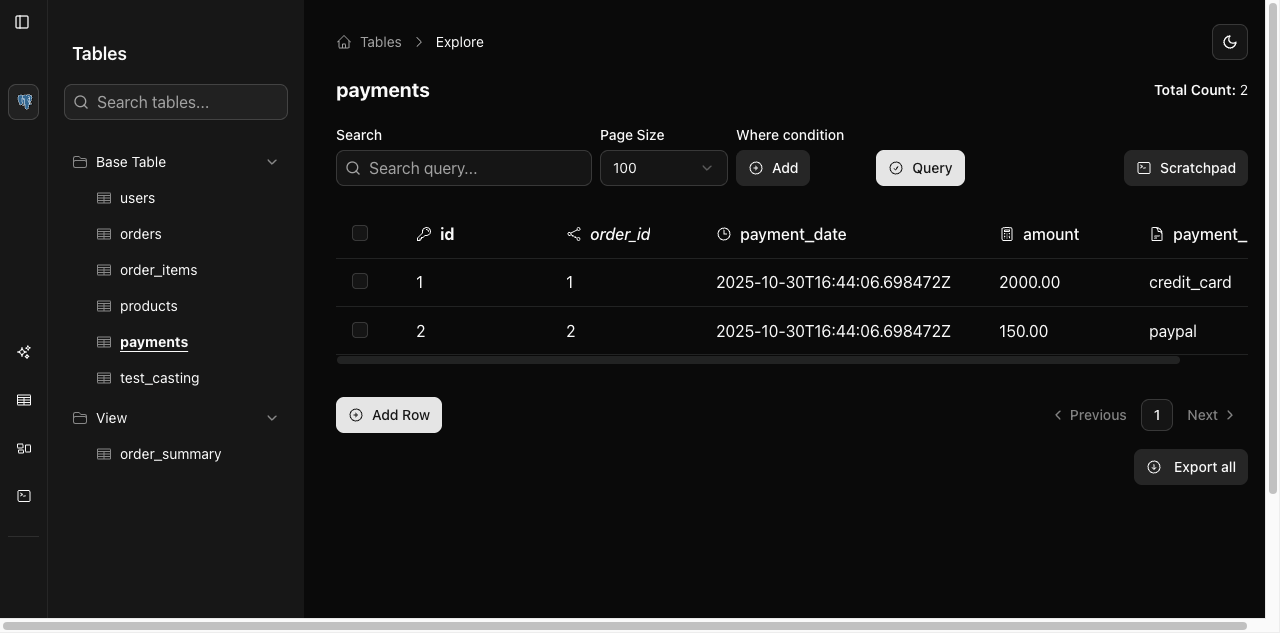 Tables
Search tables...
Base Table
users
orders
order_items
products
payments
test_casting
View
order_summary
Tables > Explore
payments
Total Count: 2
Search
Page Size
Where condition
Search query...
100
Add
Query
Scratchpad
id order_id payment_date amount payment_
1 1 2025-10-30T16:44:06.698472Z 2000.00 credit_card
2 2 2025-10-30T16:44:06.698472Z 150.00 paypal
Add Row
Previous 1 Next
Export all